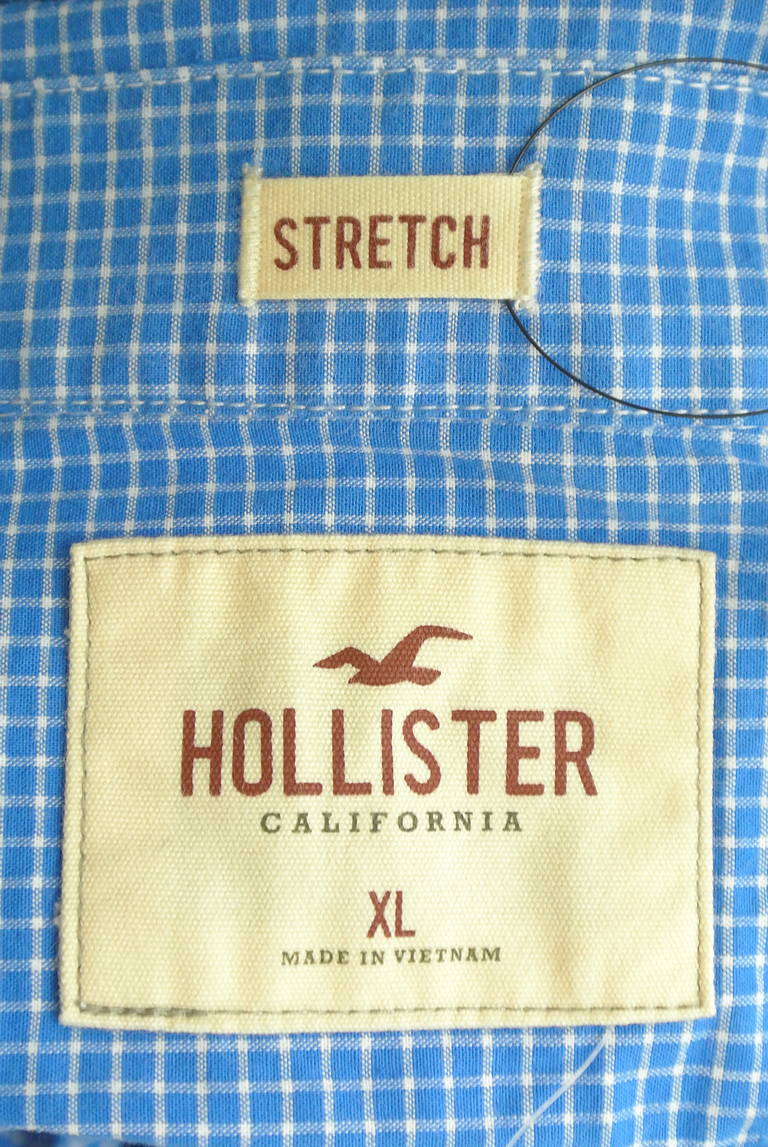 STRETCH
HOLLISTER
CALIFORNIA
XL
MADE IN VIETNAM